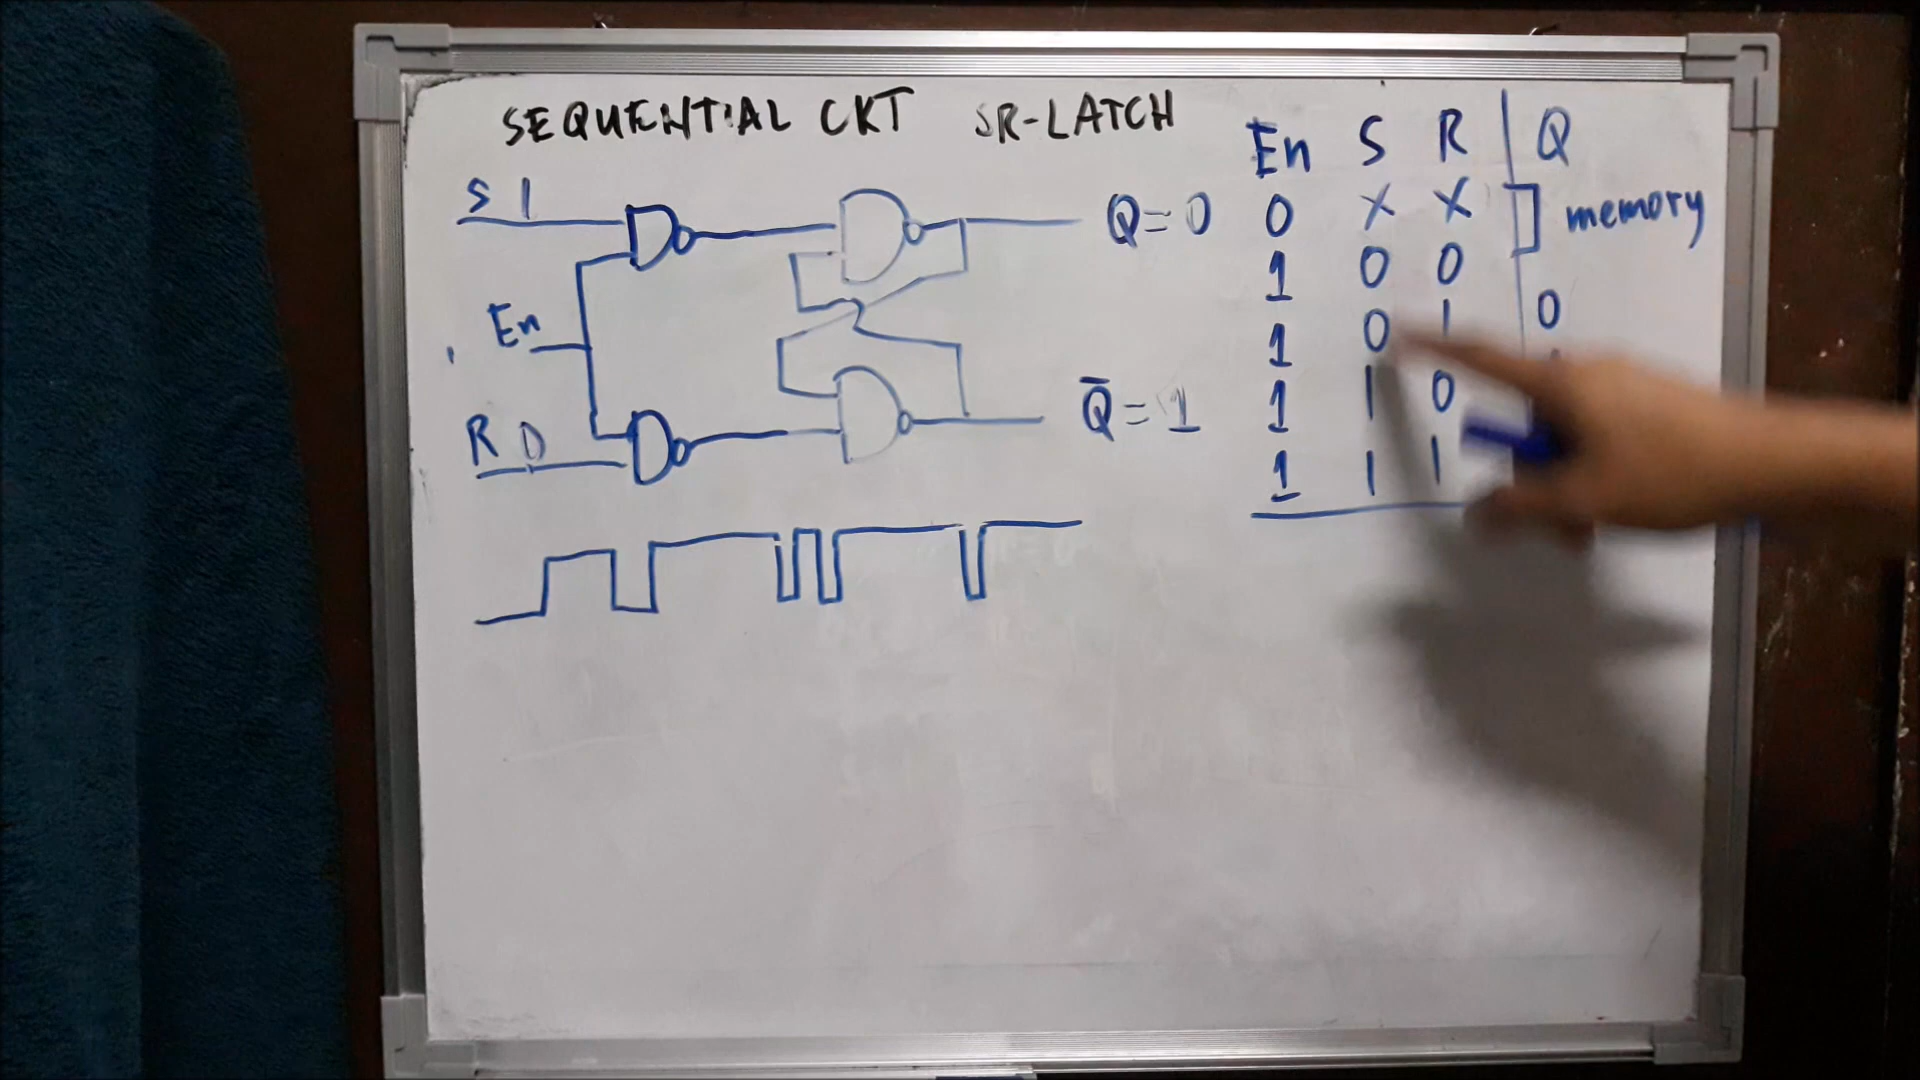 SEQUENTIAL CKT SR-LATCH
S 1
En
R 0
Q = 0
Q̄ = 1
En S R Q
0 X X memory
1 0 0
1 0 1 0
1 1 0
1 1 1